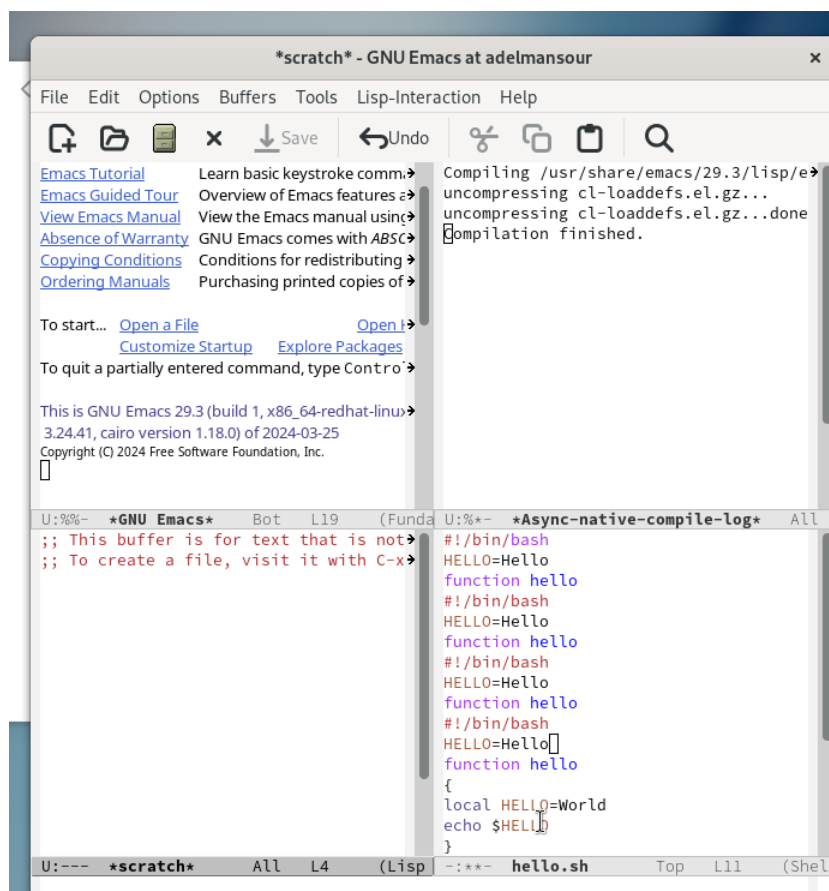 *scratch* - GNU Emacs at adelmansour
File Edit Options Buffers Tools Lisp-Interaction Help
Save Undo
Emacs Tutorial Learn basic keystroke comm
Emacs Guided Tour Overview of Emacs features
View Emacs Manual View the Emacs manual using
Absence of Warranty GNU Emacs comes with ABSC
Copying Conditions Conditions for redistributing
Ordering Manuals Purchasing printed copies of
To start... Open a File Open
Customize Startup Explore Packages
To quit a partially entered command, type Contro
This is GNU Emacs 29.3 (build 1, x86_64-redhat-linux
3.24.41, cairo version 1.18.0) of 2024-03-25
Copyright (C) 2024 Free Software Foundation, Inc.
U:%%- *GNU Emacs* Bot L19 (Funda
Compiling /usr/share/emacs/29.3/lisp/e
uncompressing cl-loaddefs.el.gz...
uncompressing cl-loaddefs.el.gz...done
Compilation finished.
U:%*- *Async-native-compile-log* All
;; This buffer is for text that is not
;; To create a file, visit it with C-x
U:--- *scratch* All L4 (Lisp
#!/bin/bash
HELLO=Hello
function hello
#!/bin/bash
HELLO=Hello
function hello
#!/bin/bash
HELLO=Hello
function hello
#!/bin/bash
HELLO=Hello
function hello
{
local HELLO=World
echo $HELLO
}
-:**- hello.sh Top L11 (Shel